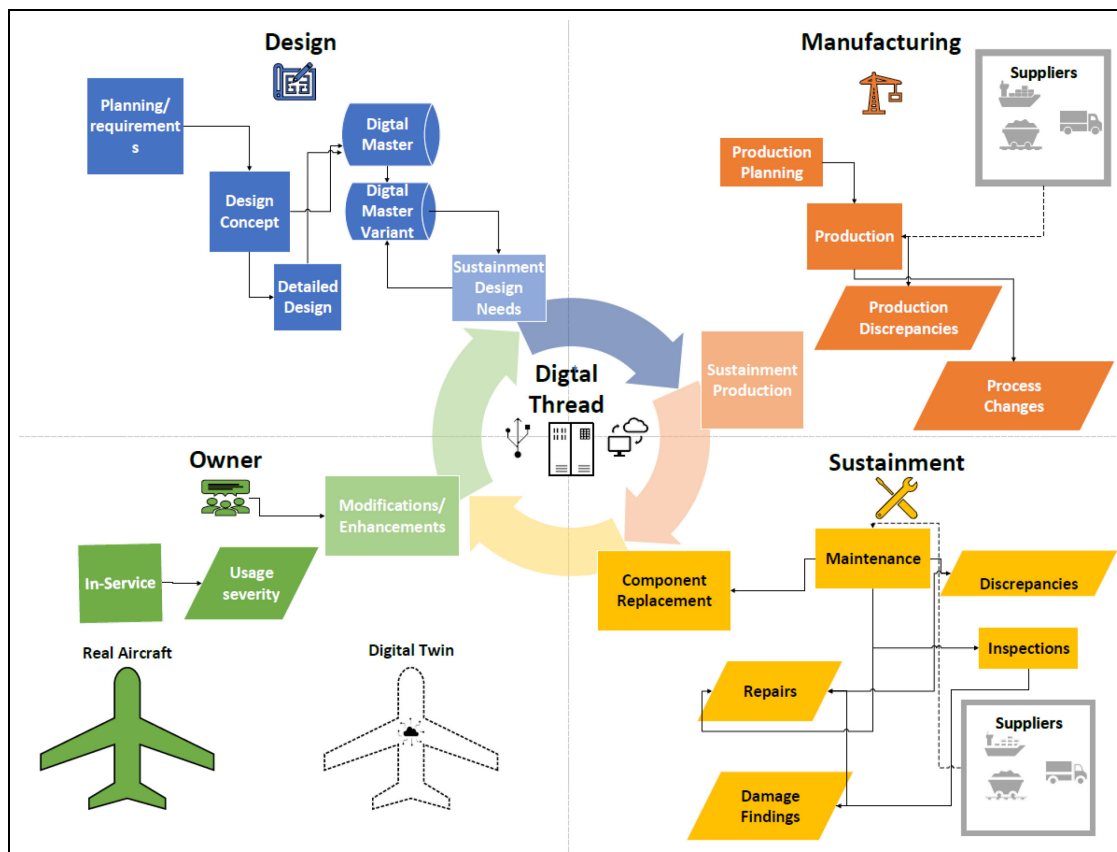 Design
Planning/
requirement
s
Digtal
Master
Design
Concept
Digtal
Master
Variant
Detailed
Design
Sustainment
Design
Needs
Manufacturing
Suppliers
Production
Planning
Production
Production
Discrepancies
Process
Changes
Sustainment
Production
Digtal
Thread
Owner
Modifications/
Enhancements
In-Service
Usage
severity
Real Aircraft
Digital Twin
Sustainment
Maintenance
Discrepancies
Component
Replacement
Inspections
Repairs
Suppliers
Damage
Findings